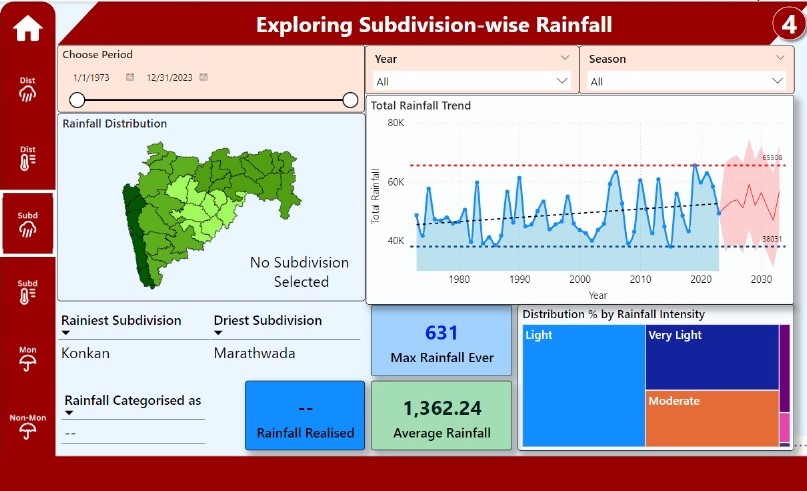 Exploring Subdivision-wise Rainfall
4
Dist
Dist
Subd
Subd
Mon
Non-Mon
Choose Period
1/1/1973
12/31/2023
Year
All
Season
All
Rainfall Distribution
No Subdivision
Selected
Total Rainfall Trend
80K
60K
40K
Total Rainfall
65508
38031
1980
1990
2000
2010
2020
2030
Year
Rainiest Subdivision
Konkan
Driest Subdivision
Marathwada
Rainfall Categorised as
--
--
Rainfall Realised
631
Max Rainfall Ever
1,362.24
Average Rainfall
Distribution % by Rainfall Intensity
Light
Very Light
Moderate